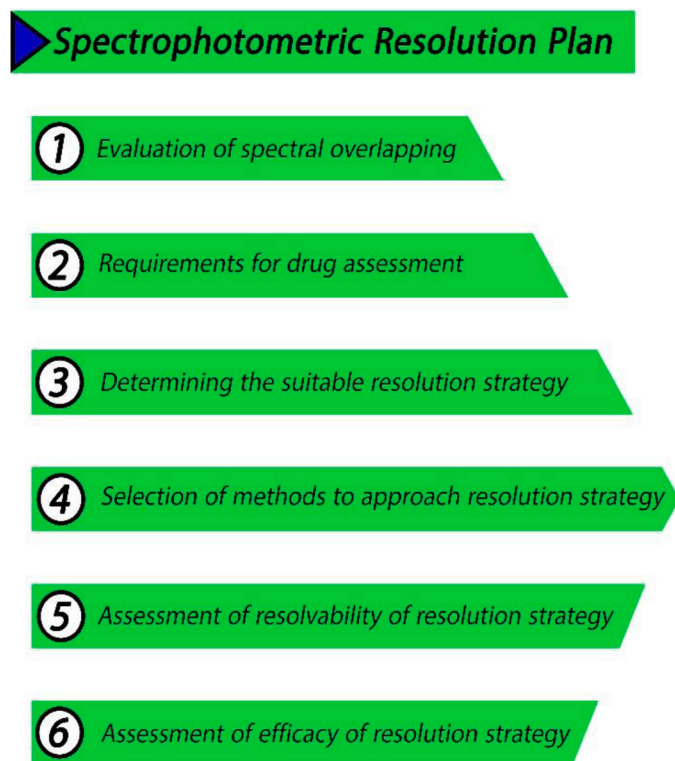 Spectrophotometric Resolution Plan
1 Evaluation of spectral overlapping
2 Requirements for drug assessment
3 Determining the suitable resolution strategy
4 Selection of methods to approach resolution strategy
5 Assessment of resolvability of resolution strategy
6 Assessment of efficacy of resolution strategy